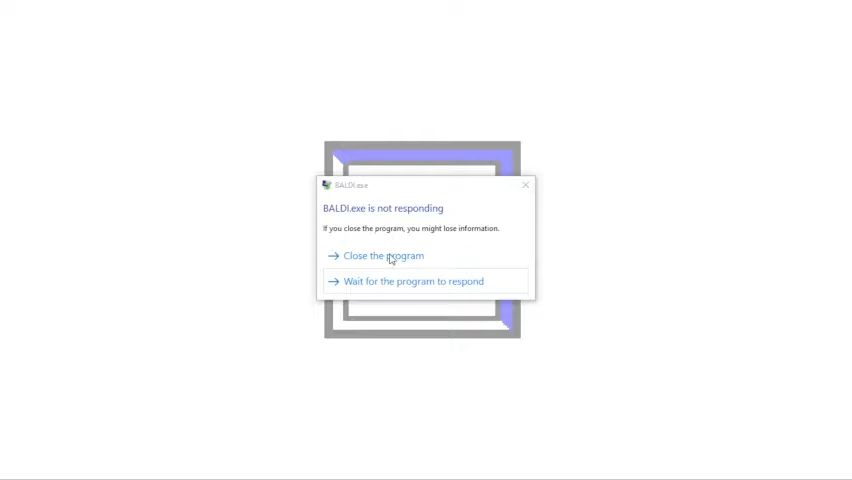 BALDI.exe
BALDI.exe is not responding
If you close the program, you might lose information.
Close the program
Wait for the program to respond